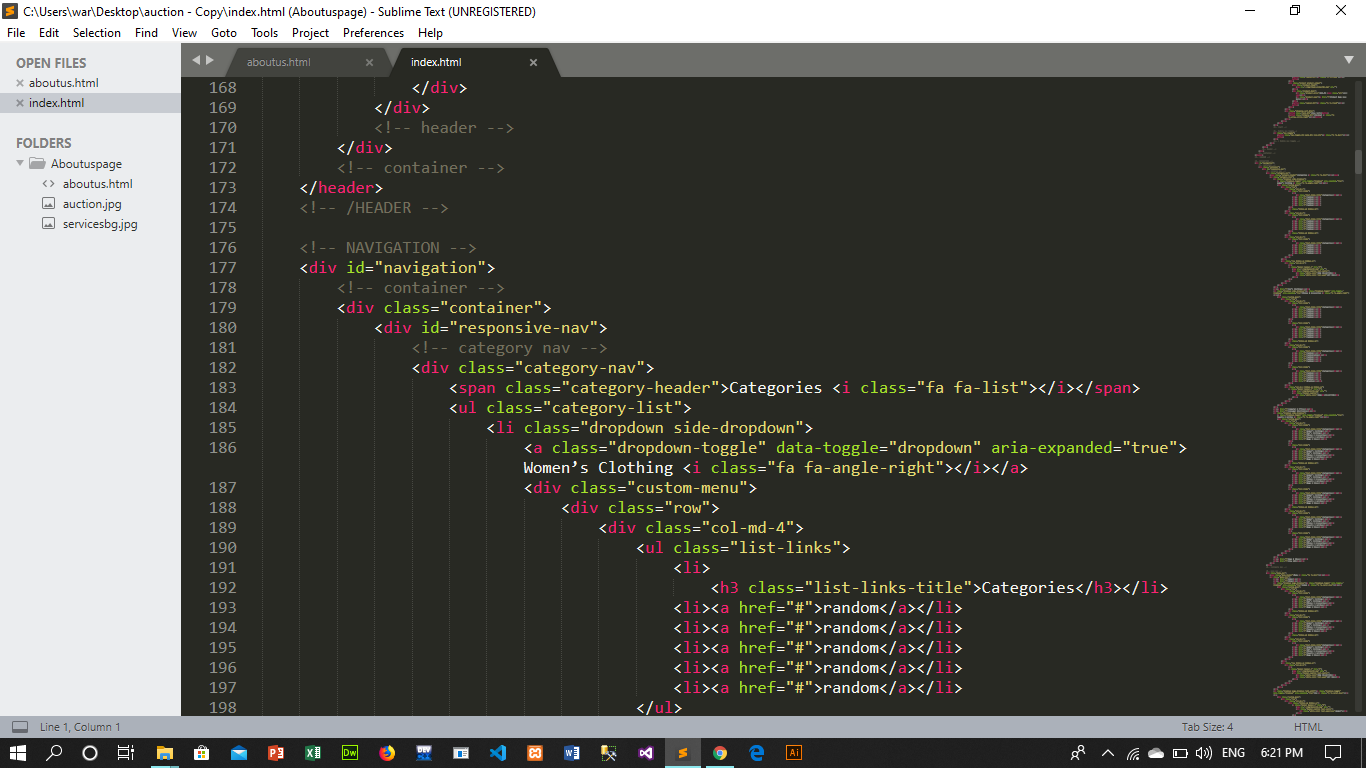 C:\Users\war\Desktop\auction - Copy\index.html (Aboutuspage) - Sublime Text (UNREGISTERED)
File Edit Selection Find View Goto Tools Project Preferences Help
OPEN FILES
aboutus.html
index.html
FOLDERS
Aboutuspage
aboutus.html
auction.jpg
servicesbg.jpg
aboutus.html index.html
168 </div>
169 </div>
170 <!-- header -->
171 </div>
172 <!-- container -->
173 </header>
174 <!-- /HEADER -->
175
176 <!-- NAVIGATION -->
177 <div id="navigation">
178 <!-- container -->
179 <div class="container">
180 <div id="responsive-nav">
181 <!-- category nav -->
182 <div class="category-nav">
183 <span class="category-header">Categories <i class="fa fa-list"></i></span>
184 <ul class="category-list">
185 <li class="dropdown side-dropdown">
186 <a class="dropdown-toggle" data-toggle="dropdown" aria-expanded="true">
Women’s Clothing <i class="fa fa-angle-right"></i></a>
187 <div class="custom-menu">
188 <div class="row">
189 <div class="col-md-4">
190 <ul class="list-links">
191 <li>
192 <h3 class="list-links-title">Categories</h3></li>
193 <li><a href="#">random</a></li>
194 <li><a href="#">random</a></li>
195 <li><a href="#">random</a></li>
196 <li><a href="#">random</a></li>
197 <li><a href="#">random</a></li>
198 </ul>
Line 1, Column 1 Tab Size: 4 HTML
ENG 6:21 PM